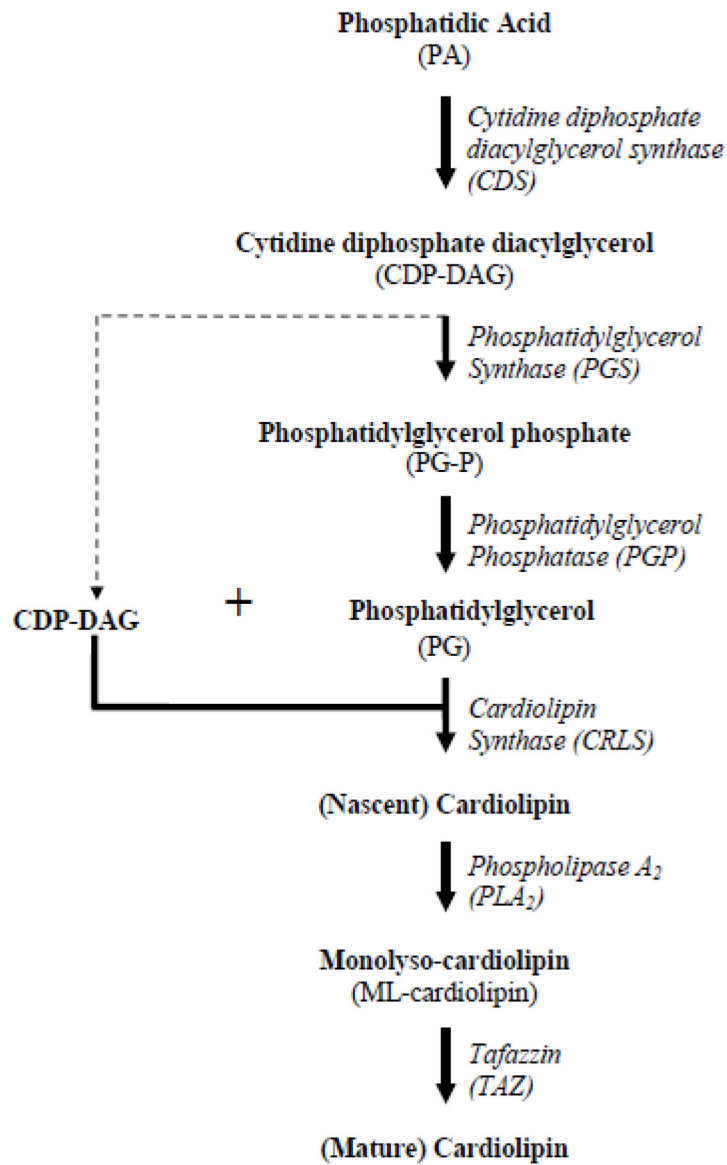 Phosphatidic Acid
(PA)
Cytidine diphosphate
diacylglycerol synthase
(CDS)
Cytidine diphosphate diacylglycerol
(CDP-DAG)
Phosphatidylglycerol
Synthase (PGS)
Phosphatidylglycerol phosphate
(PG-P)
Phosphatidylglycerol
Phosphatase (PGP)
CDP-DAG
+
Phosphatidylglycerol
(PG)
Cardiolipin
Synthase (CRLS)
(Nascent) Cardiolipin
Phospholipase A₂
(PLA₂)
Monolyso-cardiolipin
(ML-cardiolipin)
Tafazzin
(TAZ)
(Mature) Cardiolipin